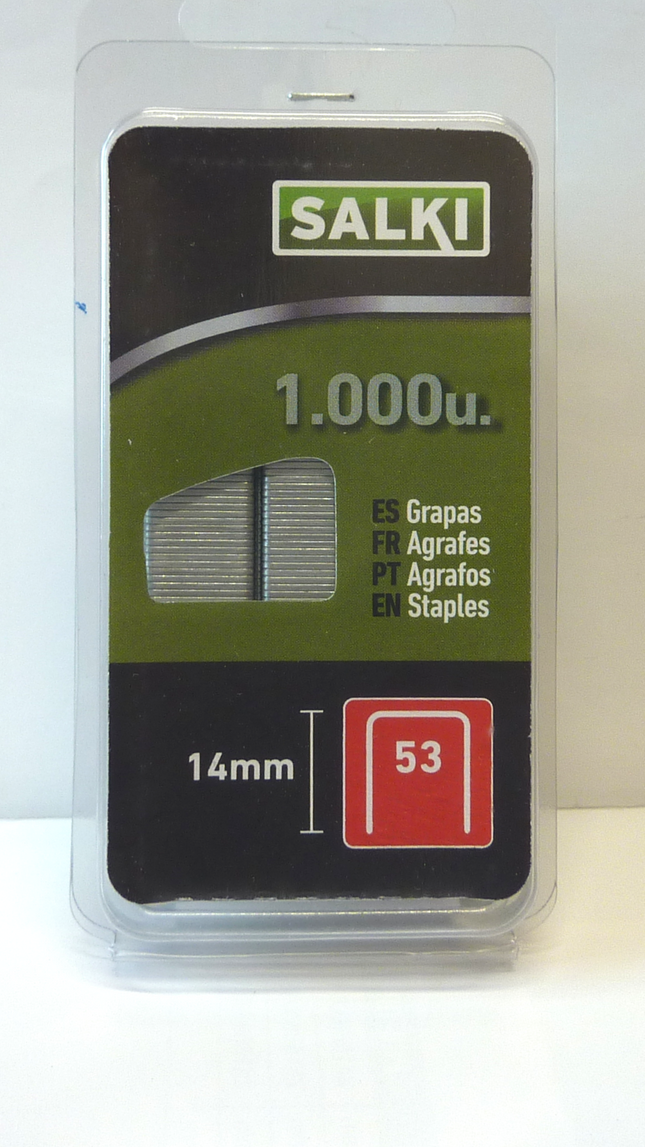 SALKI
1.000u.
ES Grapas
FR Agrafes
PT Agrafos
EN Staples
14mm
53